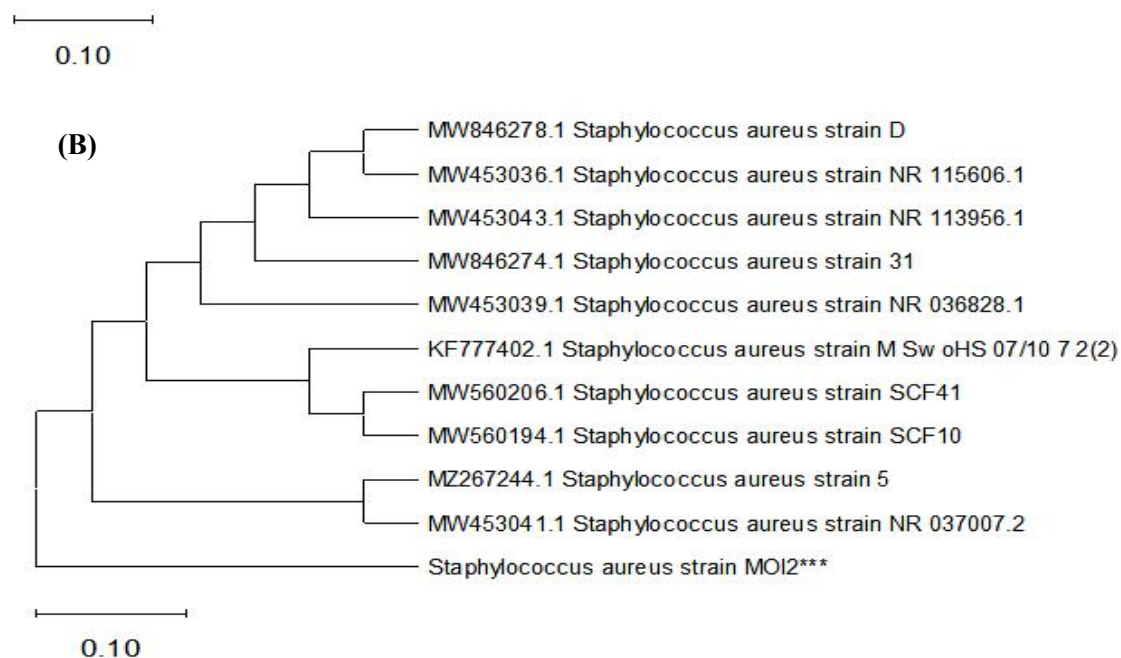 0.10
(B)
MW846278.1 Staphylococcus aureus strain D
MW453036.1 Staphylococcus aureus strain NR 115606.1
MW453043.1 Staphylococcus aureus strain NR 113956.1
MW846274.1 Staphylococcus aureus strain 31
MW453039.1 Staphylococcus aureus strain NR 036828.1
KF777402.1 Staphylococcus aureus strain M Sw oHS 07/10 7 2(2)
MW560206.1 Staphylococcus aureus strain SCF41
MW560194.1 Staphylococcus aureus strain SCF10
MZ267244.1 Staphylococcus aureus strain 5
MW453041.1 Staphylococcus aureus strain NR 037007.2
Staphylococcus aureus strain MOI2***
0.10